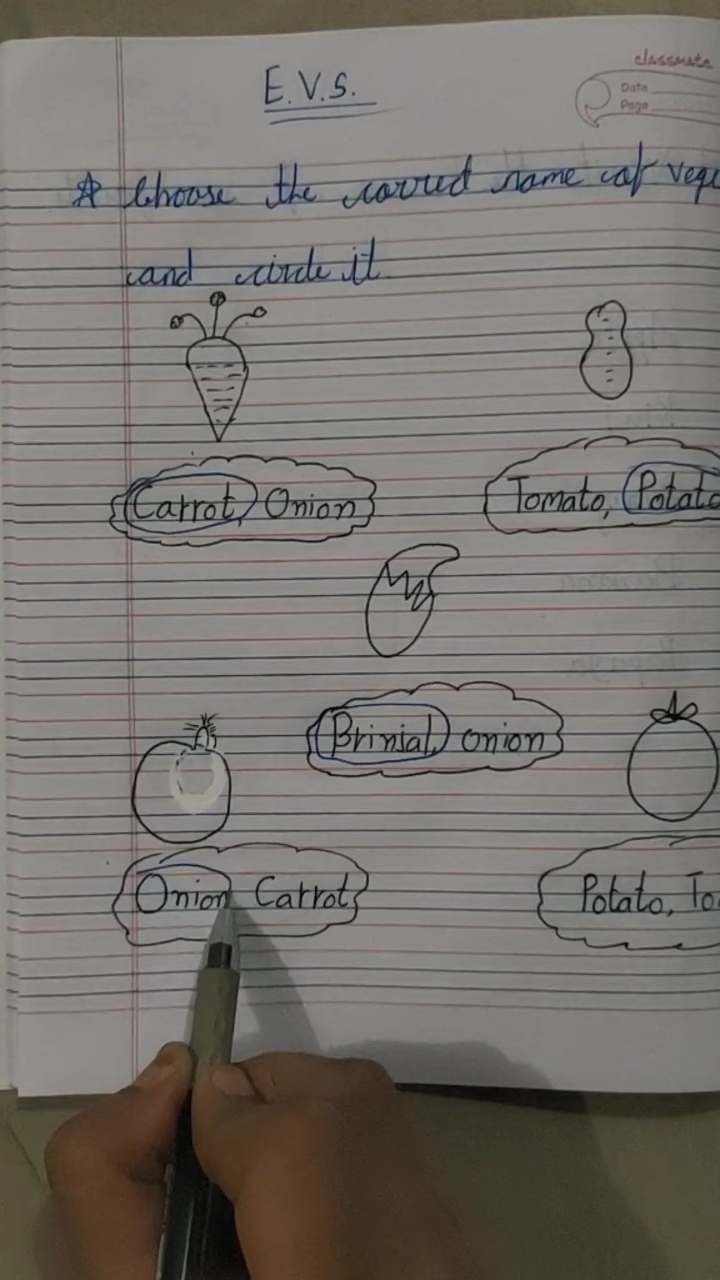 classmate
Date
Page
E.V.S.
Choose the correct name of vege
and circle it
Carrot, Onion
Tomato, Potato
Brinjal, onion
Onion Carrot
Potato, To